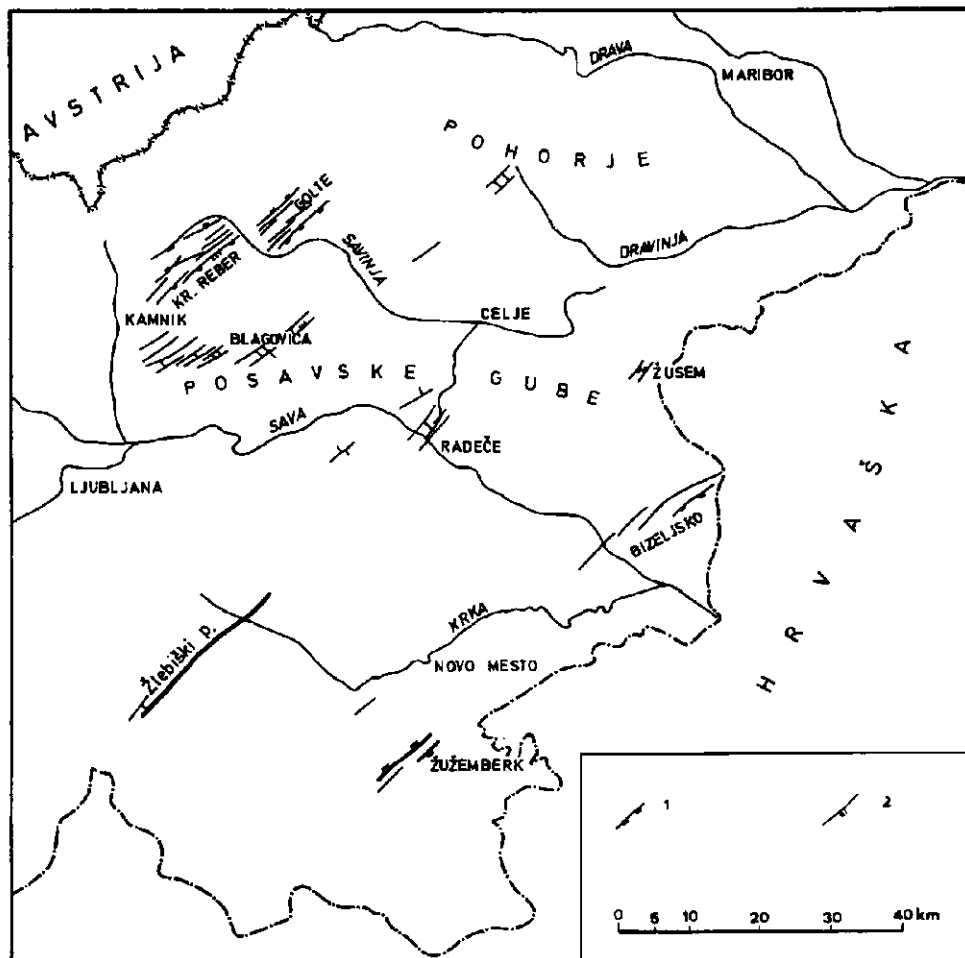 AVSTRIJA
DRAVA
MARIBOR
POHORJE
GOLTE
SAVINJA
DRAVINJA
KR. REBER
KAMNIK
CELJE
BLAGOVICA
POSAVSKE GUBE
ŽUSEM
SAVA
RADEČE
LJUBLJANA
BIZELJSKO
HRVAŠKA
KRKA
NOVO MESTO
Žlebiški p.
ŽUŽEMBERK
1 2
0 5 10 20 30 40 km